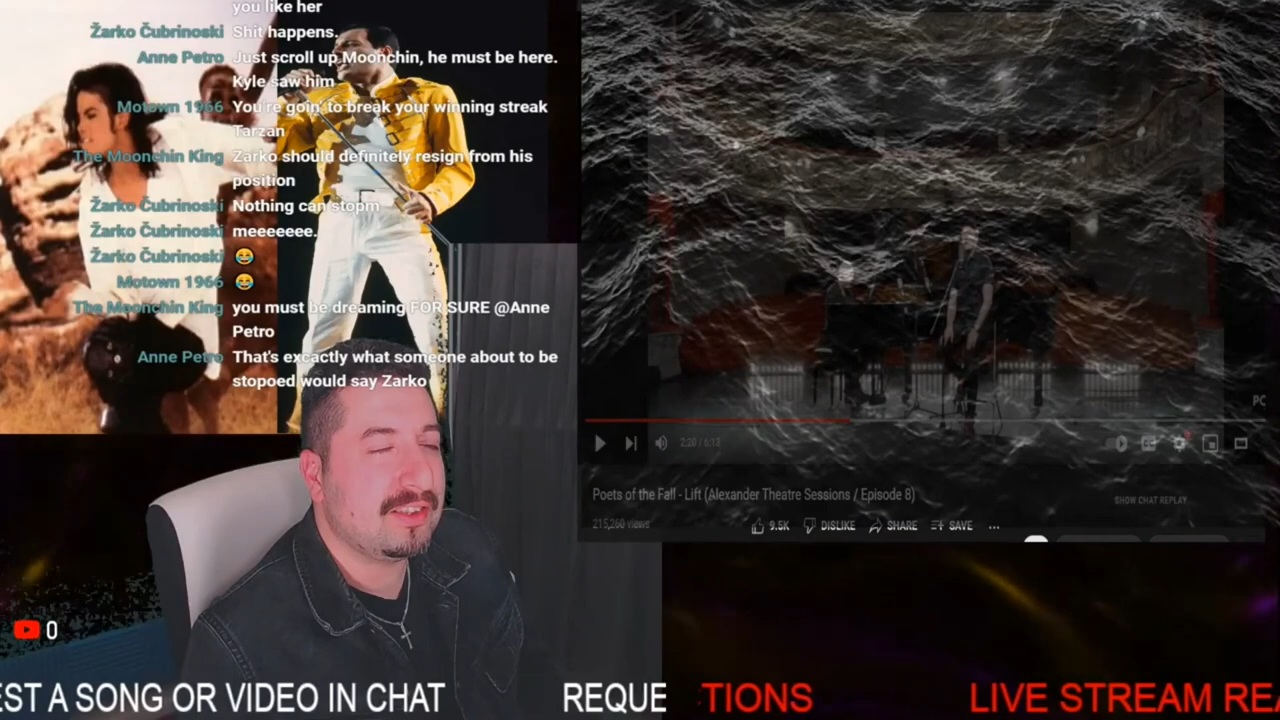 you like her
Žarko Čubrinoski Shit happens.
Anne Petro Just scroll up Moonchin, he must be here.
Kyle saw him
Motown 1966 You're goin' to break your winning streak
Tarzan
The Moonchin King Zarko should definitely resign from his
position
Žarko Čubrinoski Nothing can stopm
Žarko Čubrinoski meeeeeee.
Žarko Čubrinoski 😂
Motown 1966 😂
The Moonchin King you must be dreaming FOR SURE @Anne
Petro
Anne Petro That's excactly what someone about to be
stopoed would say Zarko
PC
2:20 / 6:13
Poets of the Fall - Lift (Alexander Theatre Sessions / Episode 8)
SHOW CHAT REPLAY
215,260 views
9.5K DISLIKE SHARE SAVE ...
0
EST A SONG OR VIDEO IN CHAT REQUE
TIONS LIVE STREAM REA